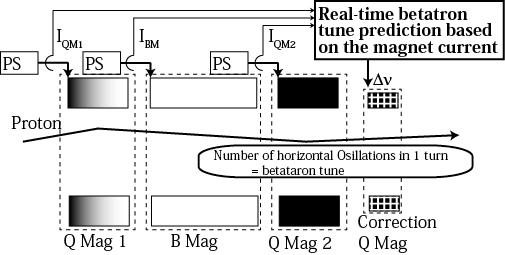 I_QM1
I_BM
I_QM2
Real-time betatron
tune prediction based
on the magnet current
PS
PS
PS
Δν
Proton
Number of horizontal Osillations in 1 turn
= betataron tune
Q Mag 1
B Mag
Q Mag 2
Correction
Q Mag